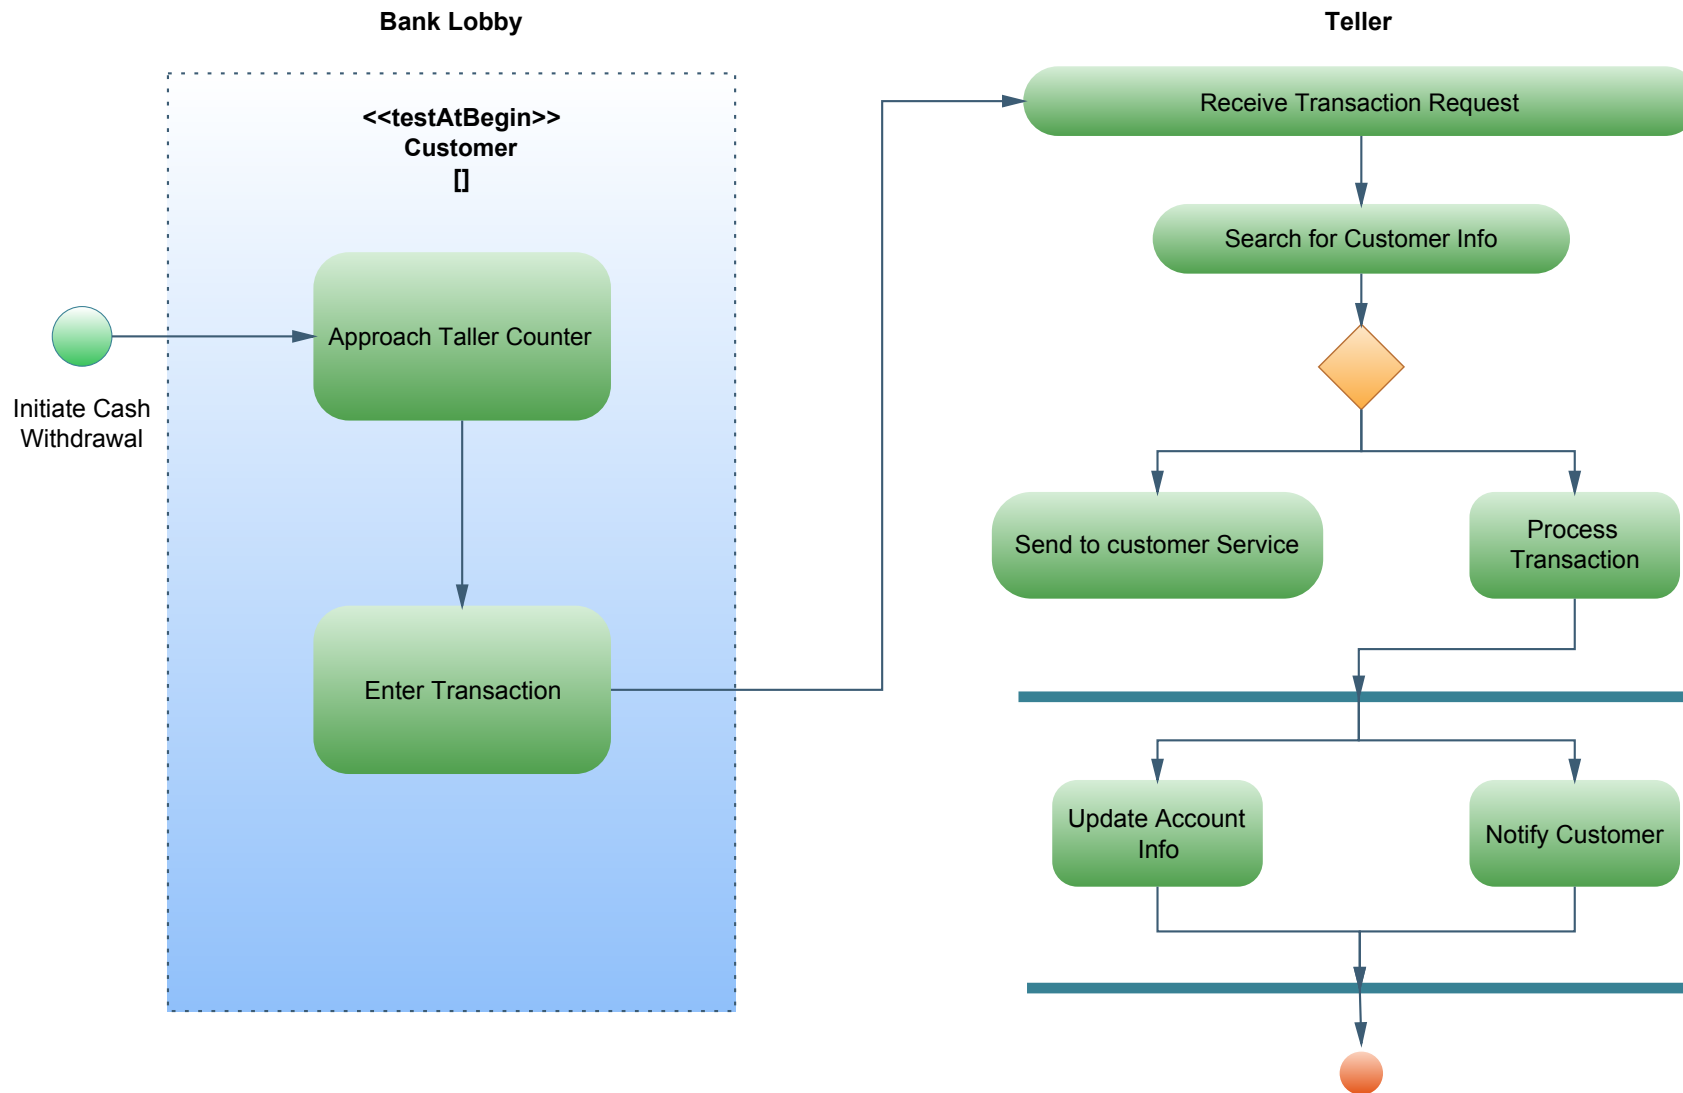 Bank Lobby
Teller
<<testAtBegin>>
Customer
[]
Receive Transaction Request
Search for Customer Info
Approach Taller Counter
Initiate Cash
Withdrawal
Send to customer Service
Process
Transaction
Enter Transaction
Update Account
Info
Notify Customer